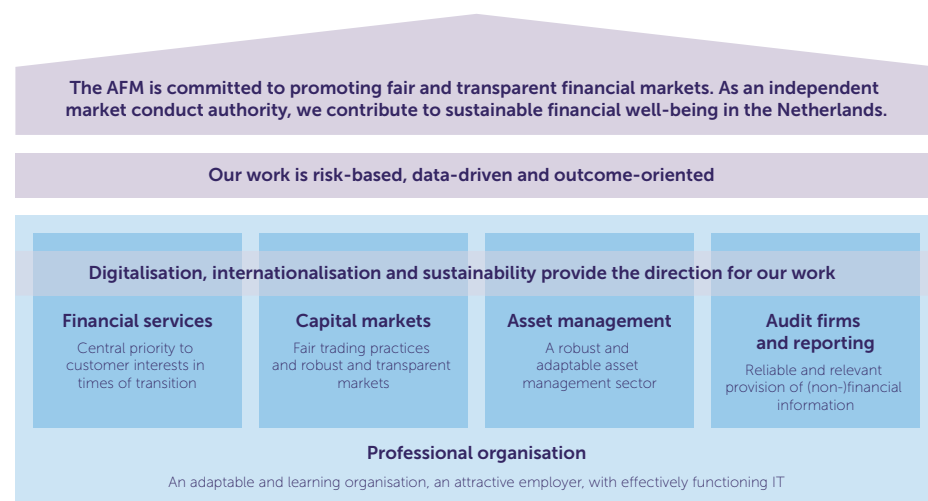 The AFM is committed to promoting fair and transparent financial markets. As an independent
market conduct authority, we contribute to sustainable financial well-being in the Netherlands.
Our work is risk-based, data-driven and outcome-oriented
Digitalisation, internationalisation and sustainability provide the direction for our work
Financial services
Central priority to
customer interests in
times of transition
Capital markets
Fair trading practices
and robust and transparent
markets
Asset management
A robust and
adaptable asset
management sector
Audit firms
and reporting
Reliable and relevant
provision of (non-)financial
information
Professional organisation
An adaptable and learning organisation, an attractive employer, with effectively functioning IT